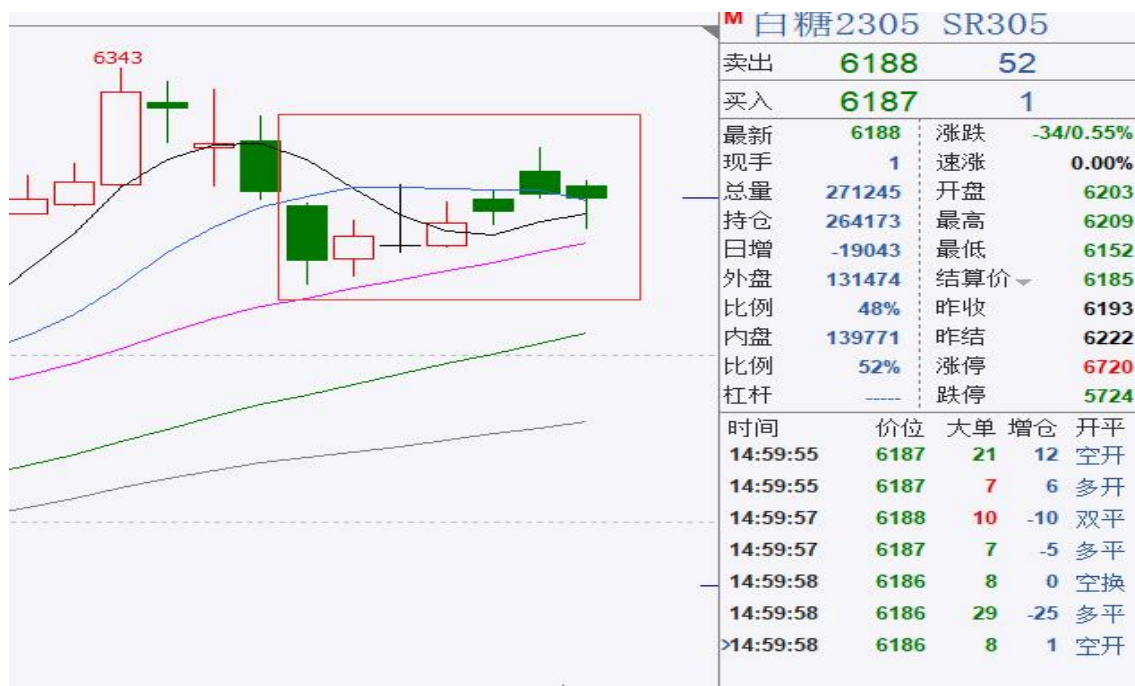 6343
M 白糖2305 SR305
卖出 6188 52
买入 6187 1
最新 6188 涨跌 -34/0.55%
现手 1 速涨 0.00%
总量 271245 开盘 6203
持仓 264173 最高 6209
日增 -19043 最低 6152
外盘 131474 结算价 6185
比例 48% 昨收 6193
内盘 139771 昨结 6222
比例 52% 涨停 6720
杠杆 ----- 跌停 5724
时间 价位 大单 增仓 开平
14:59:55 6187 21 12 空开
14:59:55 6187 7 6 多开
14:59:57 6188 10 -10 双平
14:59:57 6187 7 -5 多平
14:59:58 6186 8 0 空换
14:59:58 6186 29 -25 多平
>14:59:58 6186 8 1 空开